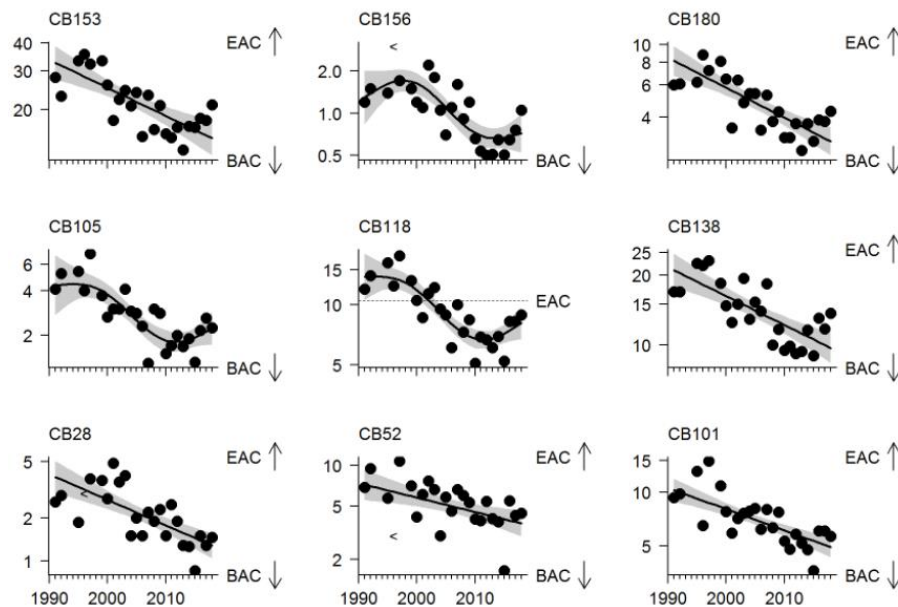 CB153
40
30
20
EAC ↑
BAC ↓
CB156
<
2.0
1.0
0.5
BAC ↓
CB180
10
8
6
4
EAC ↑
BAC ↓
CB105
6
4
2
BAC ↓
CB118
15
10
5
EAC
BAC ↓
CB138
25
20
15
10
EAC ↑
BAC ↓
CB28
5
2
1
<
EAC ↑
BAC ↓
1990 2000 2010
CB52
10
5
2
<
EAC ↑
BAC ↓
1990 2000 2010
CB101
15
10
5
EAC ↑
BAC ↓
1990 2000 2010